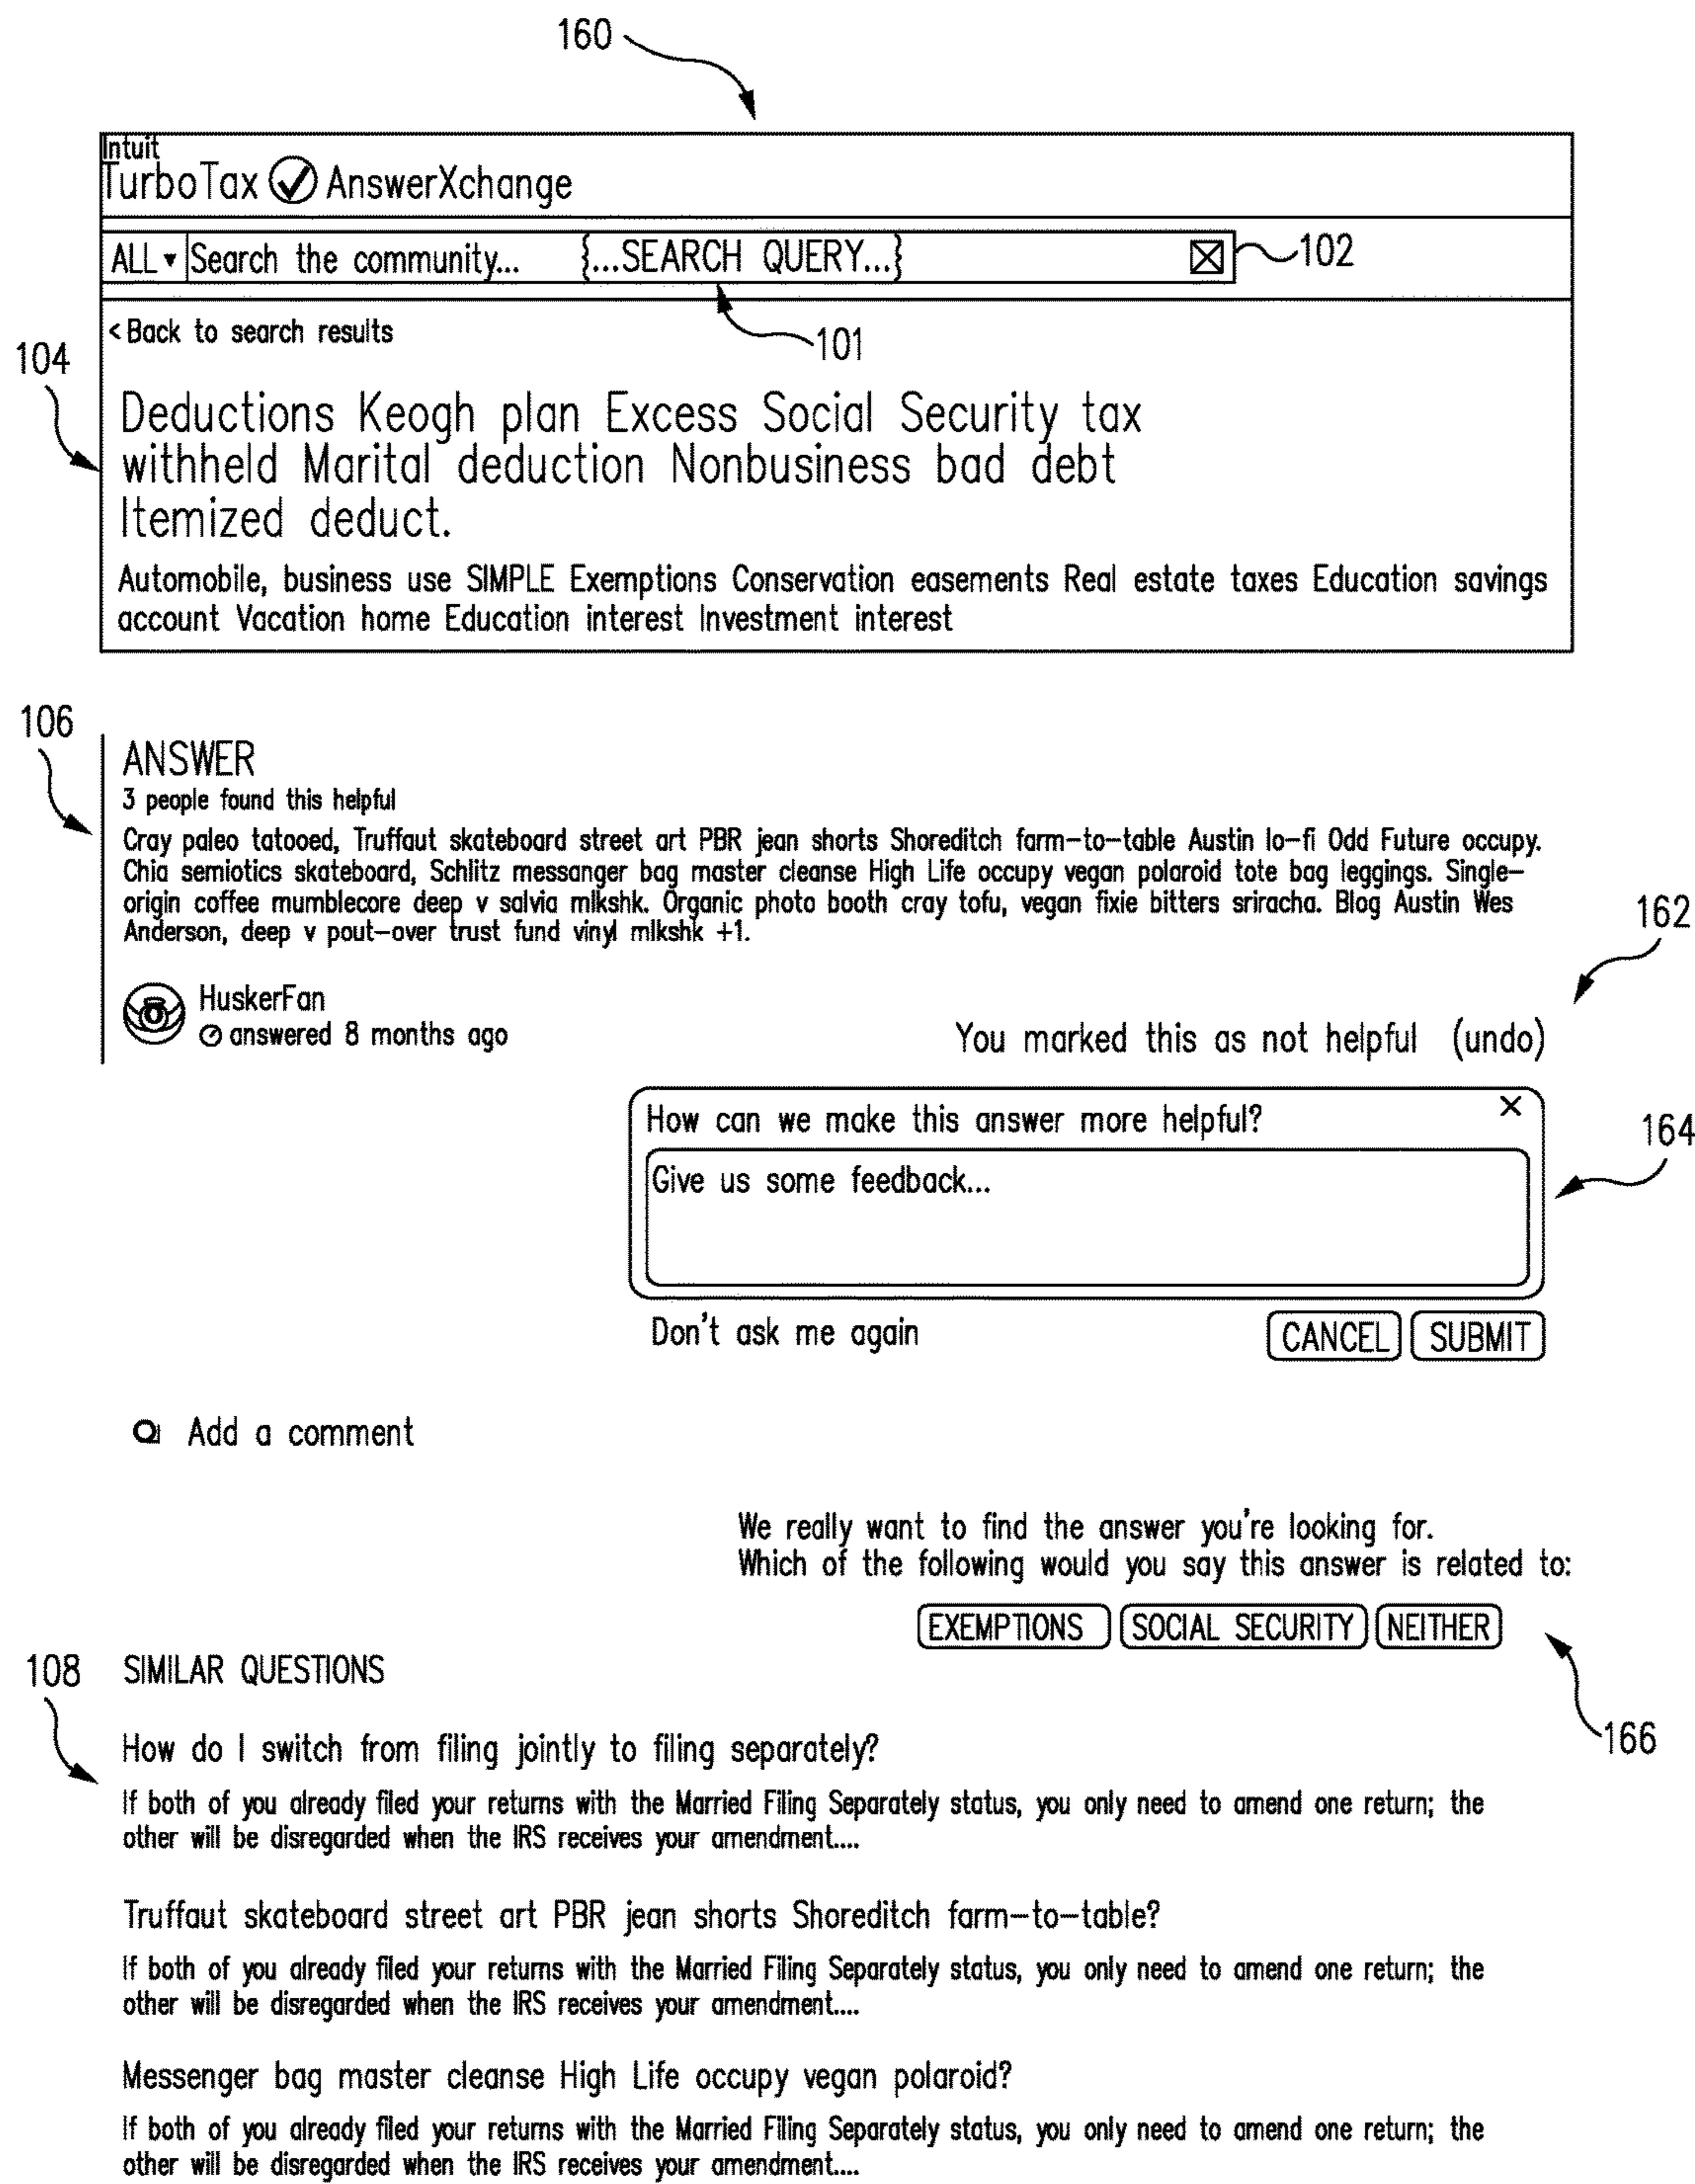 160
Intuit
TurboTax AnswerXchange
ALL Search the community... {...SEARCH QUERY...} 102
101
<Back to search results
104
Deductions Keogh plan Excess Social Security tax
withheld Marital deduction Nonbusiness bad debt
Itemized deduct.
Automobile, business use SIMPLE Exemptions Conservation easements Real estate taxes Education savings
account Vacation home Education interest Investment interest
106
ANSWER
3 people found this helpful
Cray paleo tatooed, Truffaut skateboard street art PBR jean shorts Shoreditch farm-to-table Austin lo-fi Odd Future occupy.
Chia semiotics skateboard, Schlitz messanger bag master cleanse High Life occupy vegan polaroid tote bag leggings. Single-
origin coffee mumblecore deep v salvia mlkshk. Organic photo booth cray tofu, vegan fixie bitters sriracha. Blog Austin Wes
Anderson, deep v pout-over trust fund vinyl mlkshk +1.
162
HuskerFan
answered 8 months ago
You marked this as not helpful (undo)
How can we make this answer more helpful? X
164
Give us some feedback...
Don't ask me again CANCEL SUBMIT
Add a comment
We really want to find the answer you're looking for.
Which of the following would you say this answer is related to:
EXEMPTIONS SOCIAL SECURITY NEITHER
166
108
SIMILAR QUESTIONS
How do I switch from filing jointly to filing separately?
If both of you already filed your returns with the Married Filing Separately status, you only need to amend one return; the
other will be disregarded when the IRS receives your amendment....
Truffaut skateboard street art PBR jean shorts Shoreditch farm-to-table?
If both of you already filed your returns with the Married Filing Separately status, you only need to amend one return; the
other will be disregarded when the IRS receives your amendment....
Messenger bag master cleanse High Life occupy vegan polaroid?
If both of you already filed your returns with the Married Filing Separately status, you only need to amend one return; the
other will be disregarded when the IRS receives your amendment....